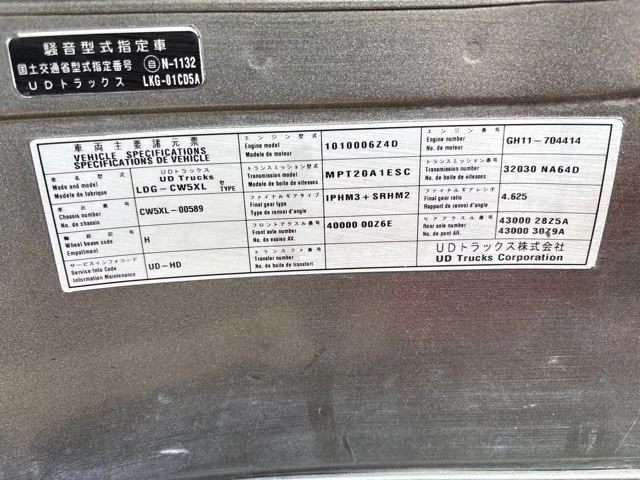 騒音型式指定車
国土交通省型式指定番号 自 N-1132
UDトラックス LKG-01CD5A
車両主要諸元票
VEHICLE SPECIFICATIONS
SPECIFICATIONS DE VEHICLE
車名型式
Made and model
Modele de fabrique
UDトラックス
UD Trucks
LDG-CW5XL 型 TYPE
車台番号
Chassis number
No. de chassis
CW5XL-00589
軸距記号
Wheel base code
Empattement
H
サービスインフォコード
Service Info Code
Information Maintenance
UD-HD
エンジン型式
Engine model
Modele de moteur
1010006Z4D
トランスミッション型式
Transmission model
Modele de boite de vitesses
MPT20A1ESC
ファイナルギアタイプ
Final gear type
Type de renvoi d'angle
IPHM3+SRHM2
フロントアクスル番号
Front axle number
No. de essieu AV.
40000 00Z6E
トランスファ番号
Transfer number
No. de boite de transfert
エンジン番号
Engine number
No. de moteur
GH11-704414
トランスミッション番号
Transmission number
No. de boite de vitesses
32030 NA64D
ファイナルギアレシオ
Final gear ratio
Rapport de renvoi d'angle
4.625
リアアクスル番号
Rear axle number
No. de pont AR.
43000 28Z5A
43000 30Z9A
UDトラックス株式会社
UD Trucks Corporation